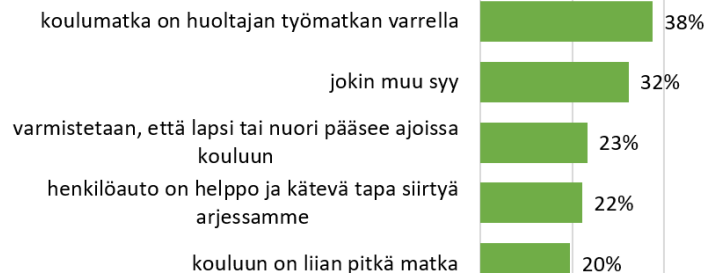 koulumatka on huoltajan työmatkan varrella 38%
jokin muu syy 32%
varmistetaan, että lapsi tai nuori pääsee ajoissa
kouluun 23%
henkilöauto on helppo ja kätevä tapa siirtyä
arjessamme 22%
kouluun on liian pitkä matka 20%